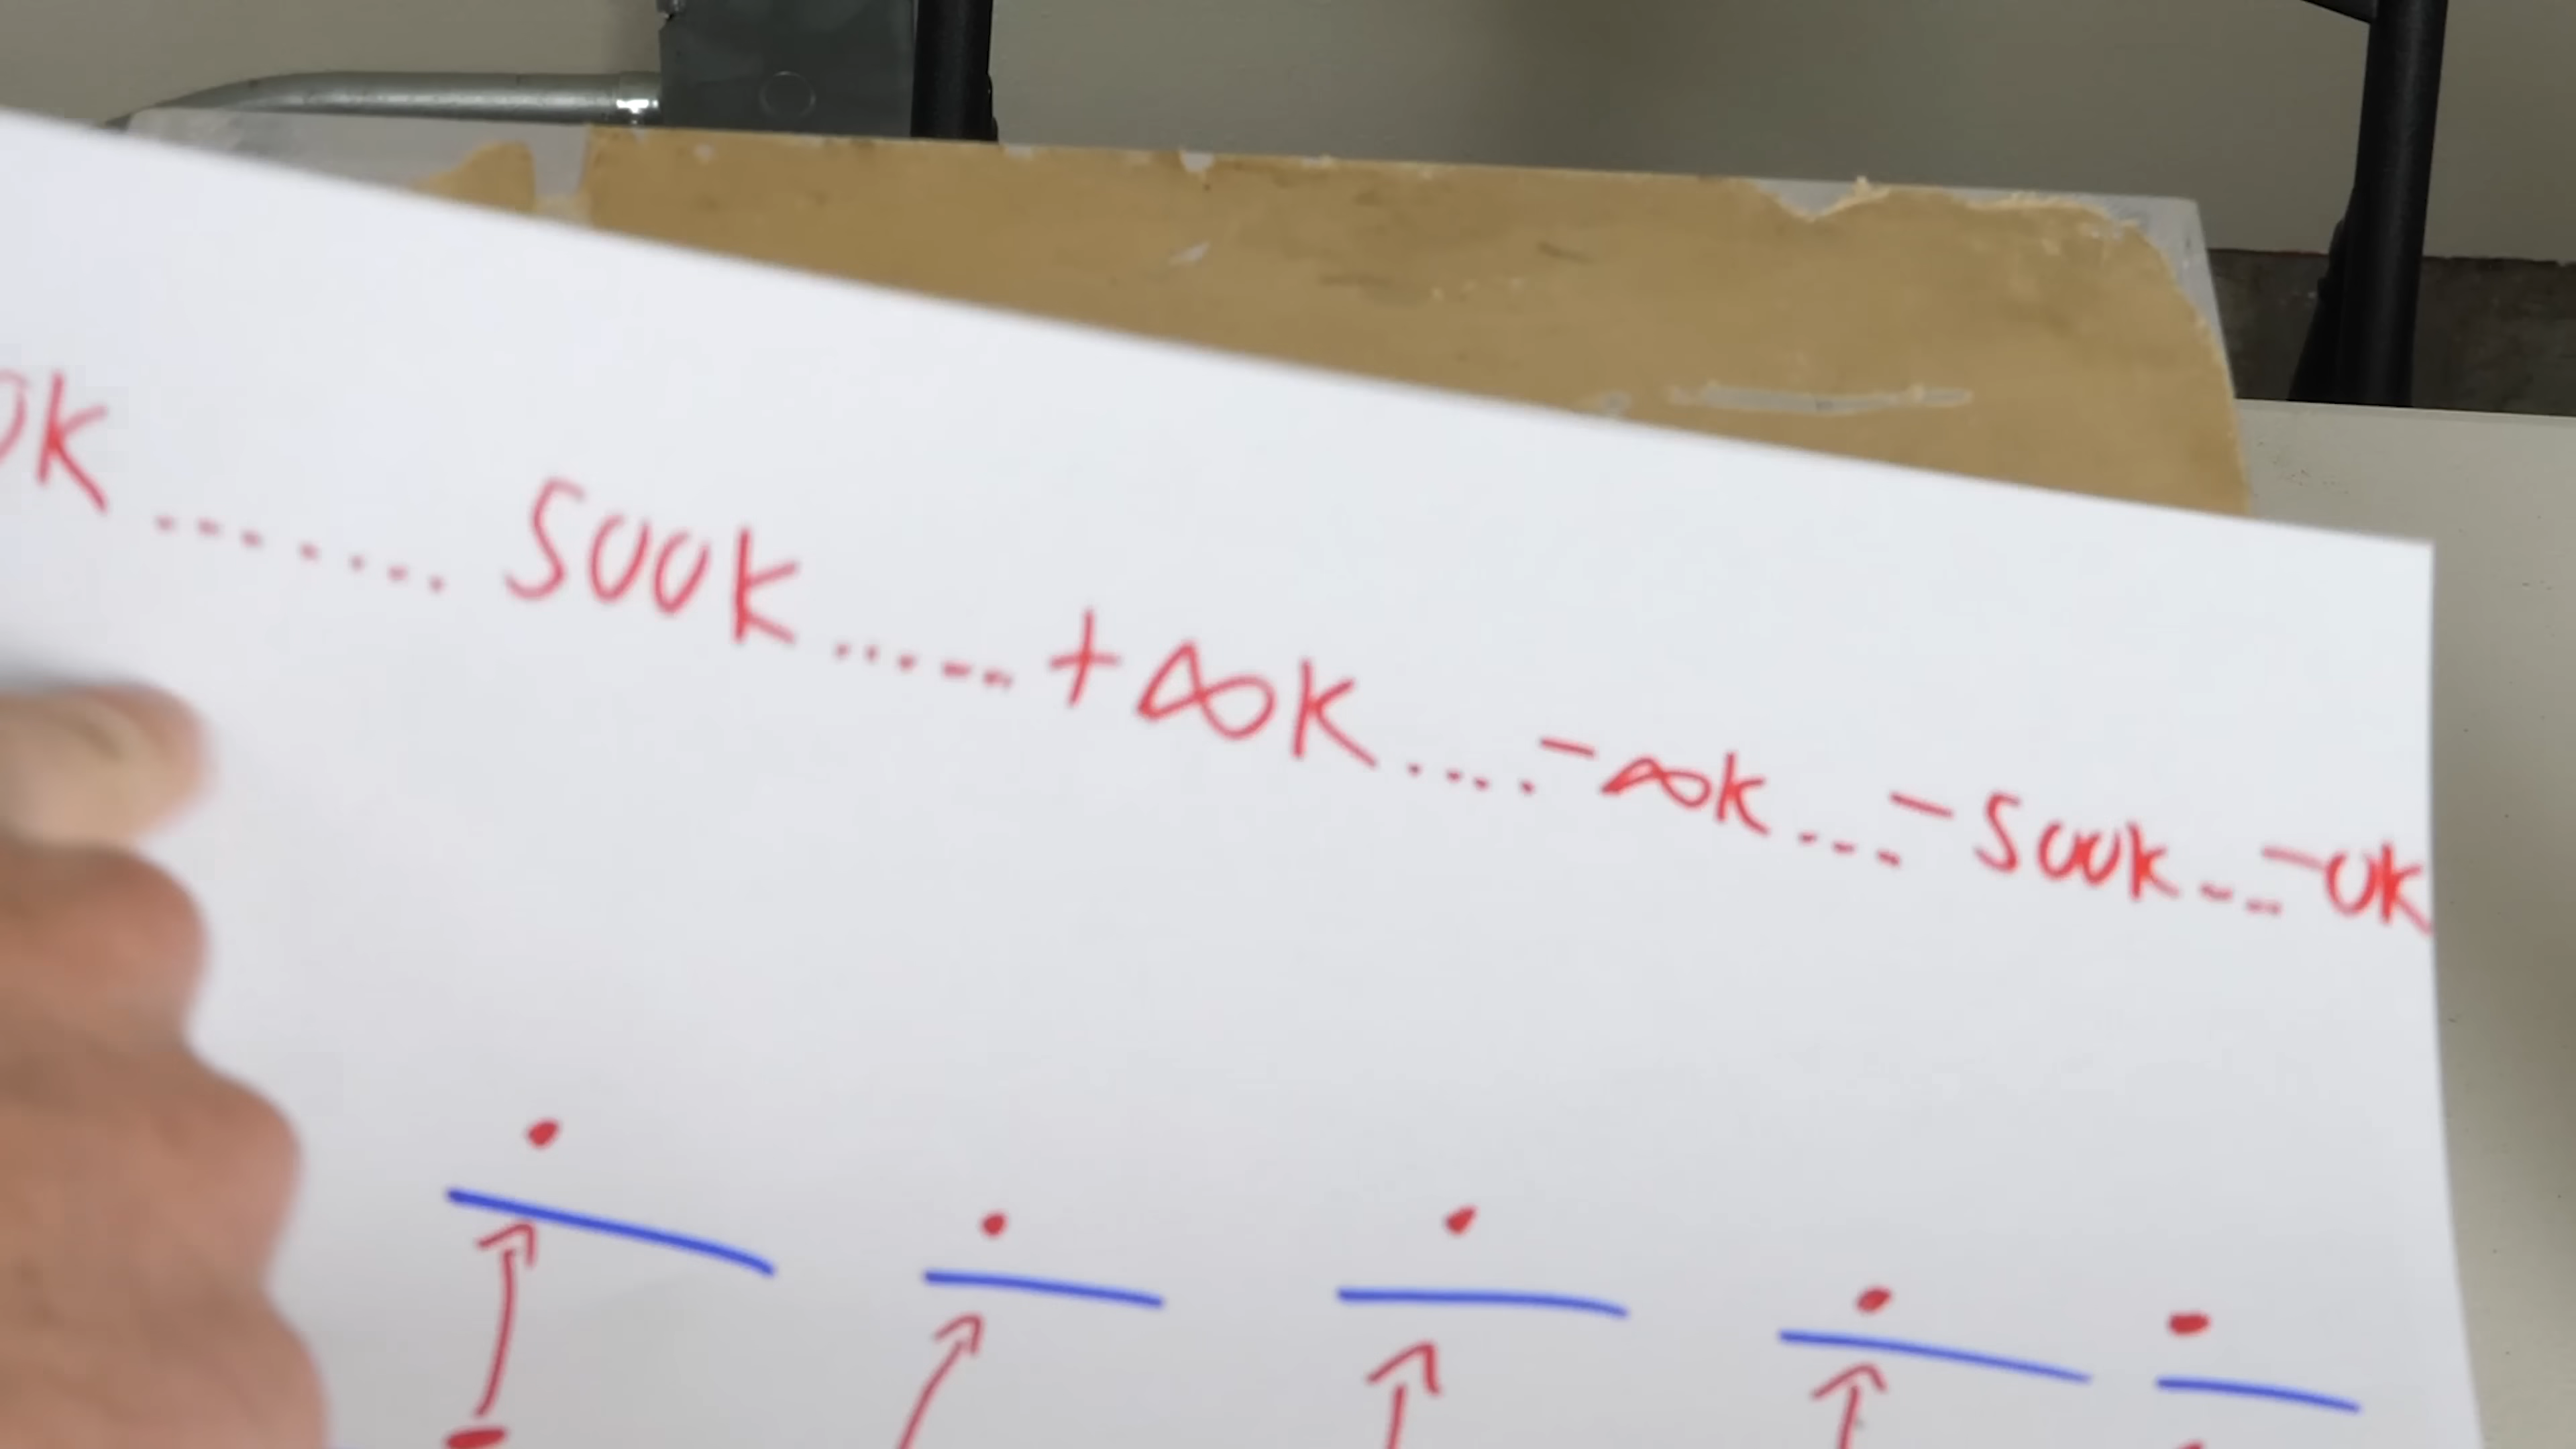 0K ....... 500K ...... +∞K ..... -∞K .... -500K .... -0K